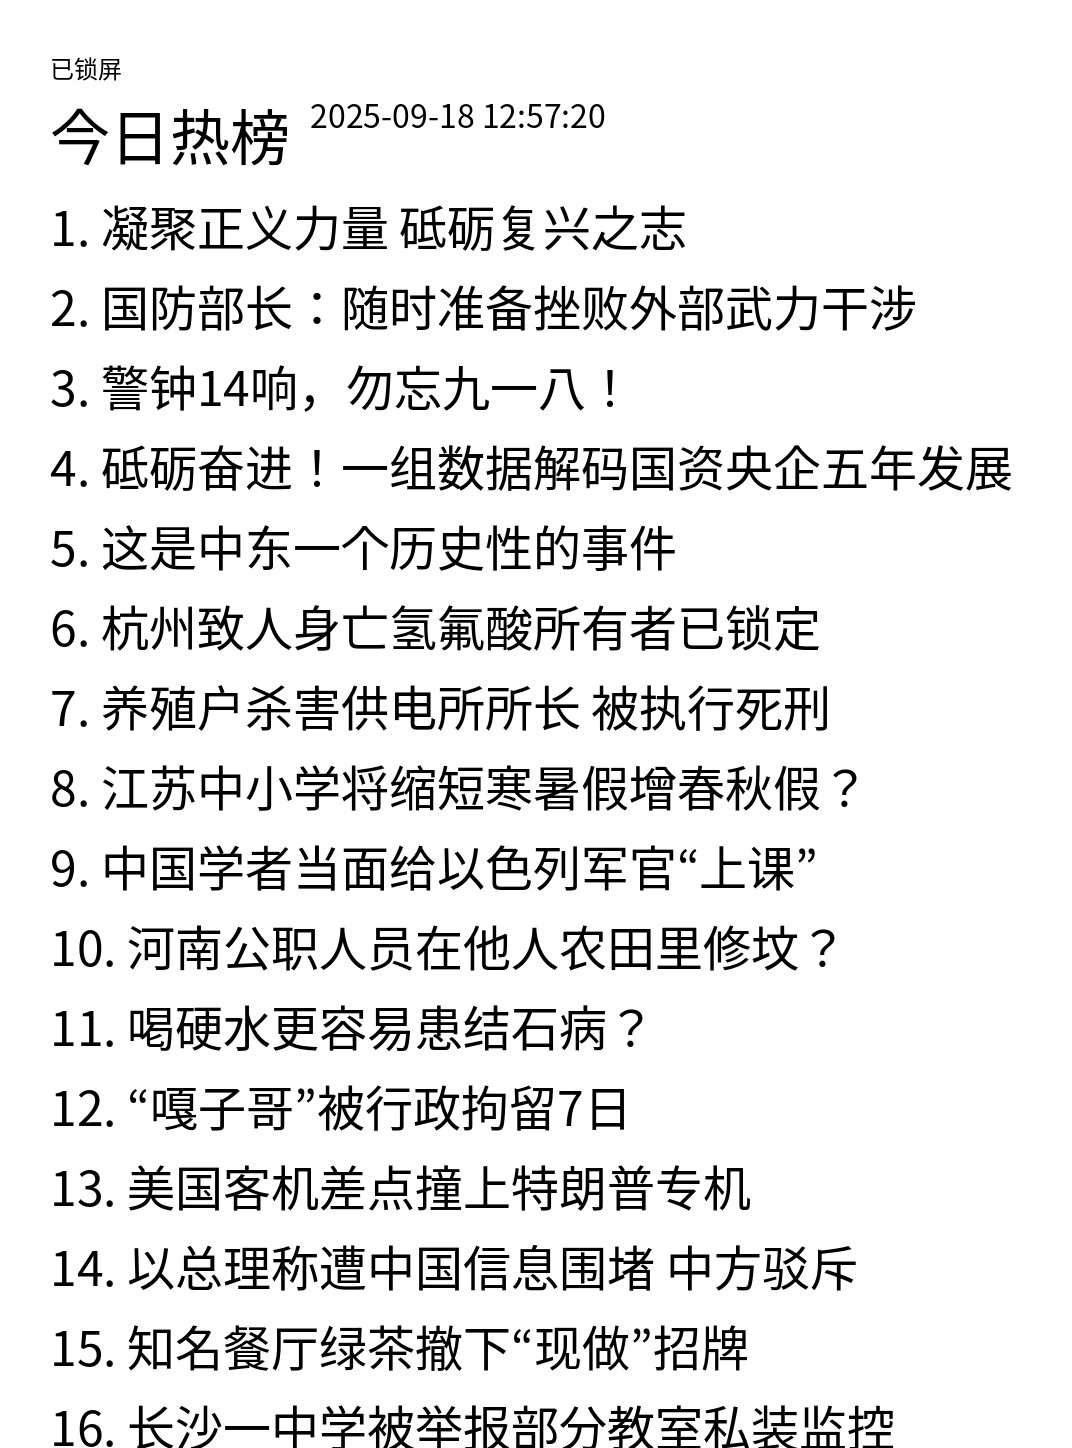 已锁屏
今日热榜 2025-09-18 12:57:20
1. 凝聚正义力量 砥砺复兴之志
2. 国防部长：随时准备挫败外部武力干涉
3. 警钟14响，勿忘九一八！
4. 砥砺奋进！一组数据解码国资央企五年发展
5. 这是中东一个历史性的事件
6. 杭州致人身亡氢氟酸所有者已锁定
7. 养殖户杀害供电所所长 被执行死刑
8. 江苏中小学将缩短寒暑假增春秋假？
9. 中国学者当面给以色列军官“上课”
10. 河南公职人员在他人农田里修坟？
11. 喝硬水更容易患结石病？
12. “嘎子哥”被行政拘留7日
13. 美国客机差点撞上特朗普专机
14. 以总理称遭中国信息围堵 中方驳斥
15. 知名餐厅绿茶撤下“现做”招牌
16. 长沙一中学被举报部分教室私装监控